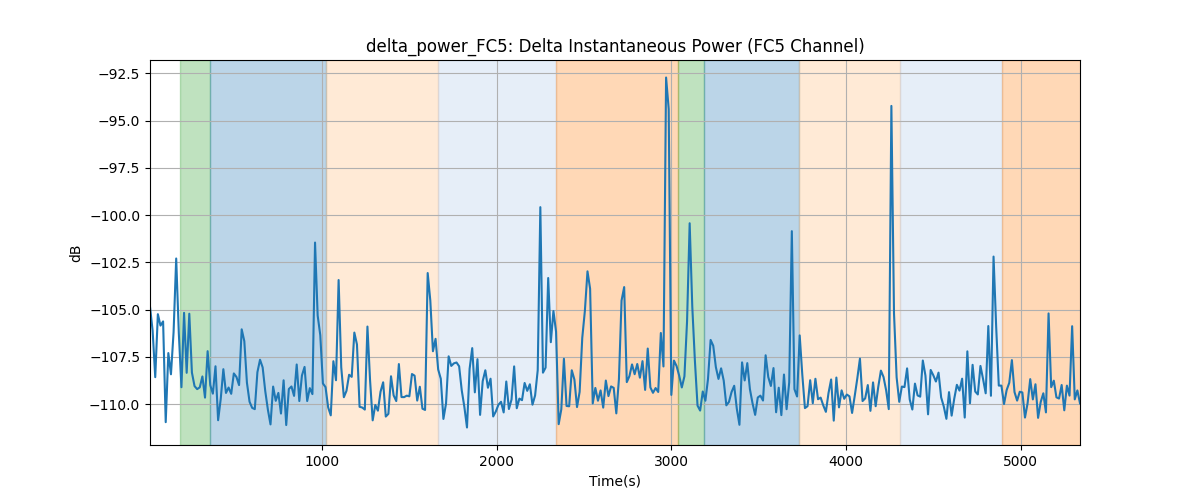 delta_power_FC5: Delta Instantaneous Power (FC5 Channel)
−92.5
−95.0
−97.5
−100.0
−102.5
−105.0
−107.5
−110.0
dB
1000 2000 3000 4000 5000
Time(s)